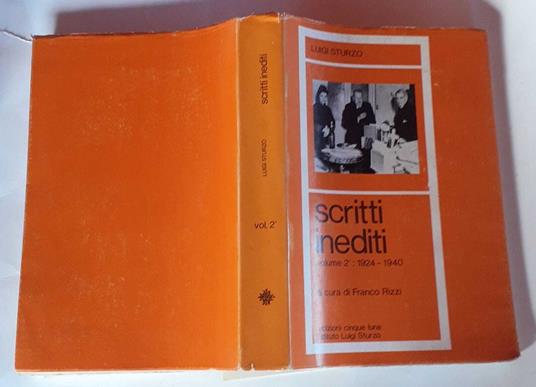 scritti inediti
LUIGI STURZO
vol. 2°
LUIGI STURZO
scritti
inediti
volume 2° : 1924 - 1940
a cura di Franco Rizzi
edizioni cinque lune
istituto Luigi Sturzo